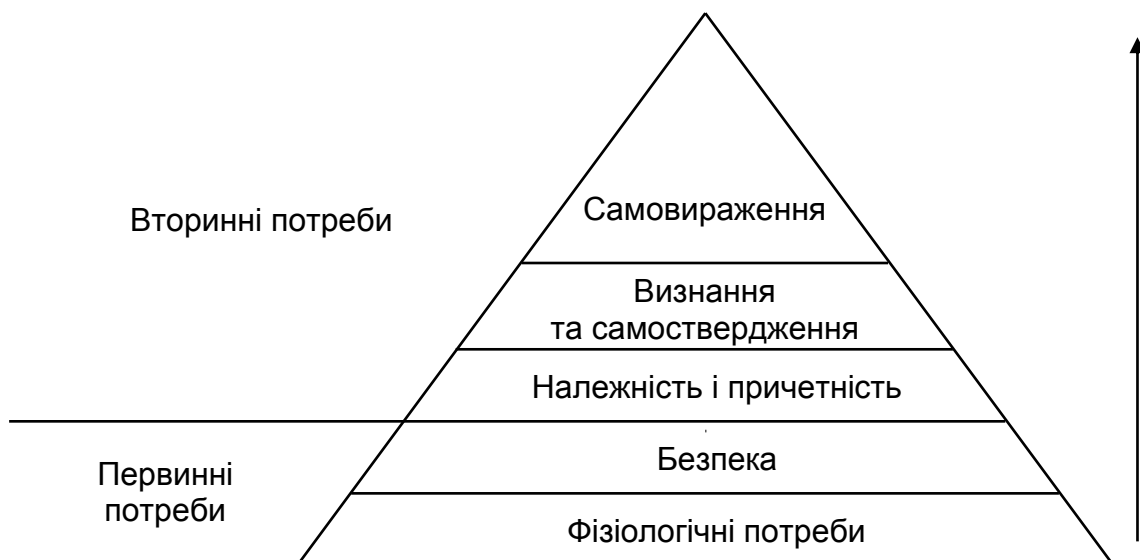 Самовираження
Вторинні потреби
Визнання
та самоствердження
Належність і причетність
Безпека
Первинні
потреби
Фізіологічні потреби